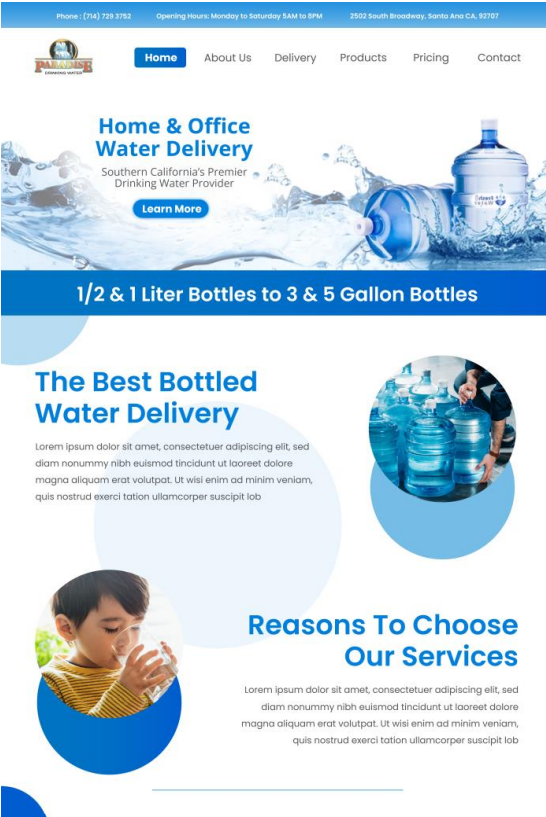 Phone : (714) 729 3752
Opening Hours: Monday to Saturday 5AM to 8PM
2502 South Broadway, Santa Ana CA, 92707
PARADISE
DRINKING WATER
Home
About Us
Delivery
Products
Pricing
Contact
Home & Office
Water Delivery
Southern California's Premier
Drinking Water Provider
Learn More
1/2 & 1 Liter Bottles to 3 & 5 Gallon Bottles
The Best Bottled
Water Delivery
Lorem ipsum dolor sit amet, consectetuer adipiscing elit, sed
diam nonummy nibh euismod tincidunt ut laoreet dolore
magna aliquam erat volutpat. Ut wisi enim ad minim veniam,
quis nostrud exerci tation ullamcorper suscipit lob
Reasons To Choose
Our Services
Lorem ipsum dolor sit amet, consectetuer adipiscing elit, sed
diam nonummy nibh euismod tincidunt ut laoreet dolore
magna aliquam erat volutpat. Ut wisi enim ad minim veniam,
quis nostrud exerci tation ullamcorper suscipit lob